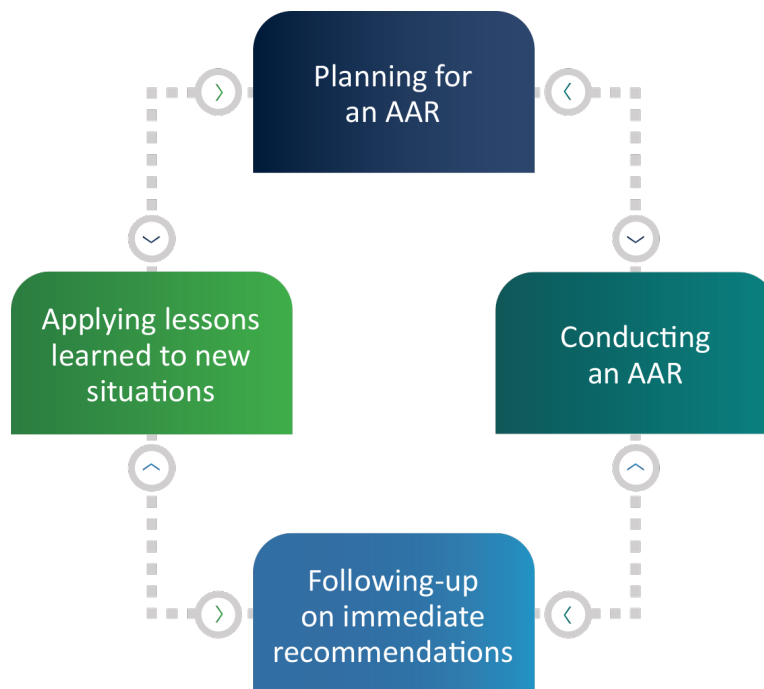 Planning for
an AAR
Applying lessons
learned to new
situations
Conducting
an AAR
Following-up
on immediate
recommendations